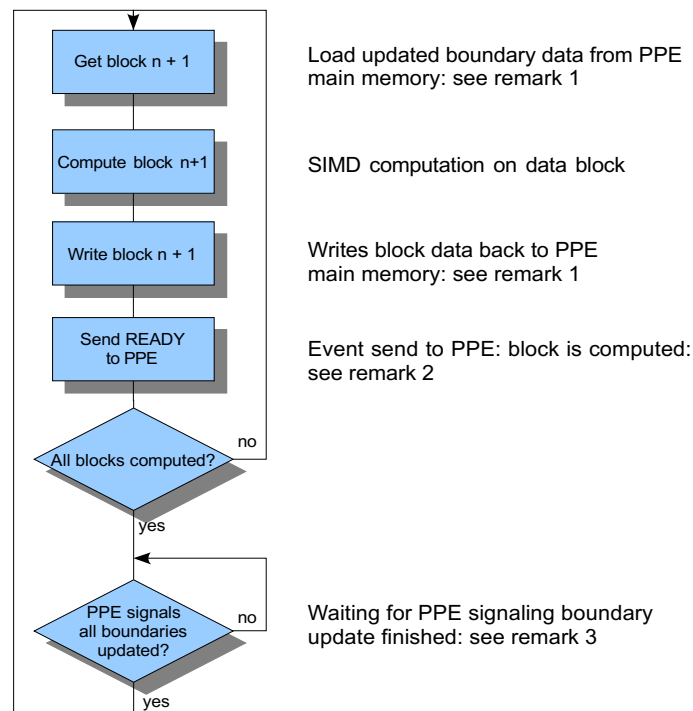 Get block n + 1
Load updated boundary data from PPE
main memory: see remark 1
Compute block n+1
SIMD computation on data block
Write block n + 1
Writes block data back to PPE
main memory: see remark 1
Send READY
to PPE
Event send to PPE: block is computed:
see remark 2
no
All blocks computed?
yes
PPE signals
all boundaries
updated?
no
Waiting for PPE signaling boundary
update finished: see remark 3
yes